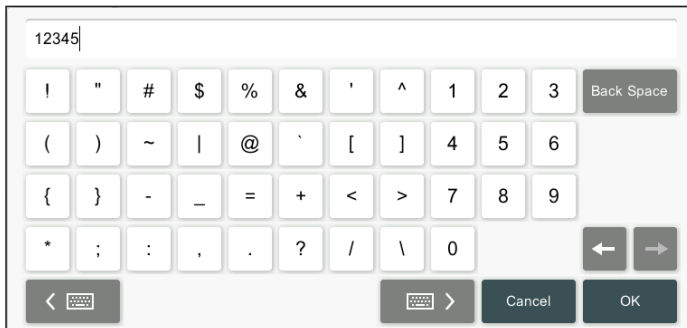 12345
! " # $ % & ' ^ 1 2 3 Back Space
( ) ~ | @ ` [ ] 4 5 6
{ } - _ = + < > 7 8 9
* ; : , . ? / \ 0 ← →
< > Cancel OK